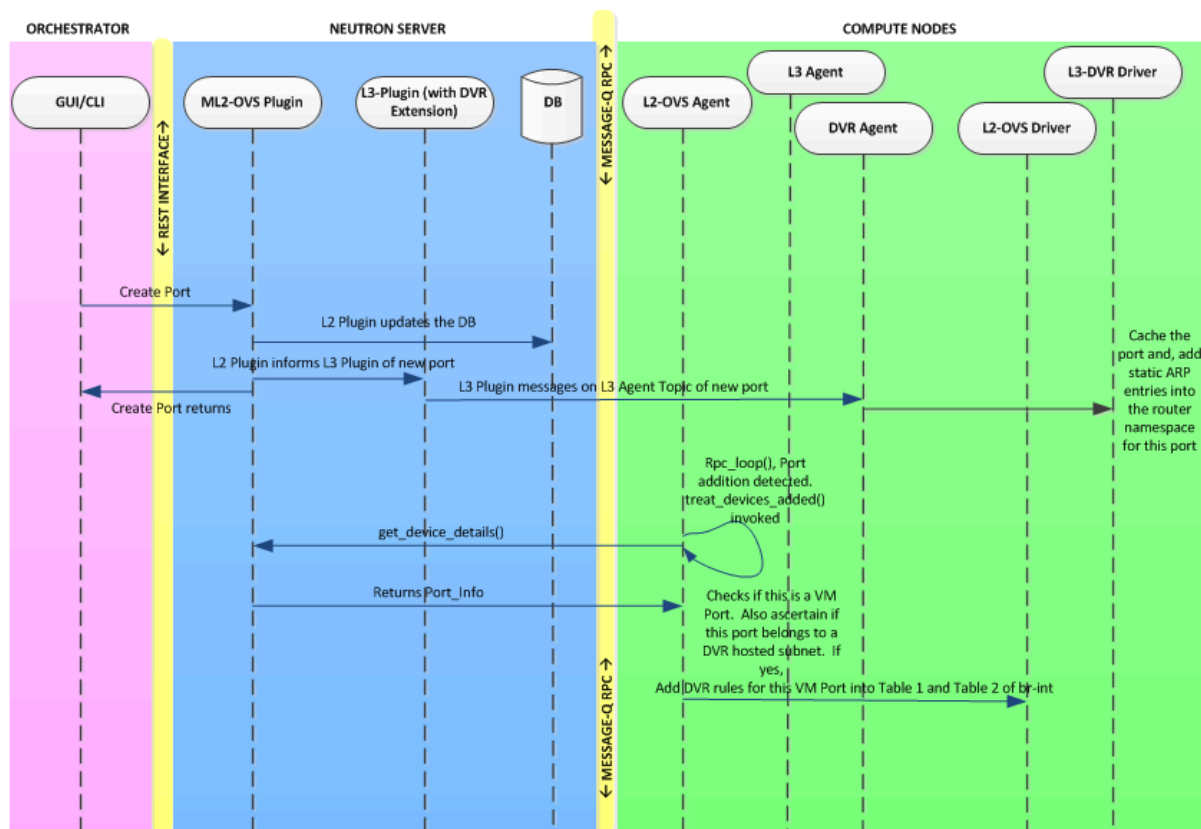 ORCHESTRATOR
NEUTRON SERVER
COMPUTE NODES
GUI/CLI
← REST INTERFACE →
ML2-OVS Plugin
L3-Plugin (with DVR
Extension)
DB
← MESSAGE-Q RPC →
L2-OVS Agent
L3 Agent
DVR Agent
L2-OVS Driver
L3-DVR Driver
Create Port
L2 Plugin updates the DB
L2 Plugin informs L3 Plugin of new port
Create Port returns
L3 Plugin messages on L3 Agent Topic of new port
Cache the
port and, add
static ARP
entries into
the router
namespace
for this port
Rpc_loop(), Port
addition detected.
treat_devices_added()
invoked
get_device_details()
Returns Port_Info
Checks if this is a VM
Port. Also ascertain if
this port belongs to a
DVR hosted subnet. If
yes,
Add DVR rules for this VM Port into Table 1 and Table 2 of br-int
← MESSAGE-Q RPC →